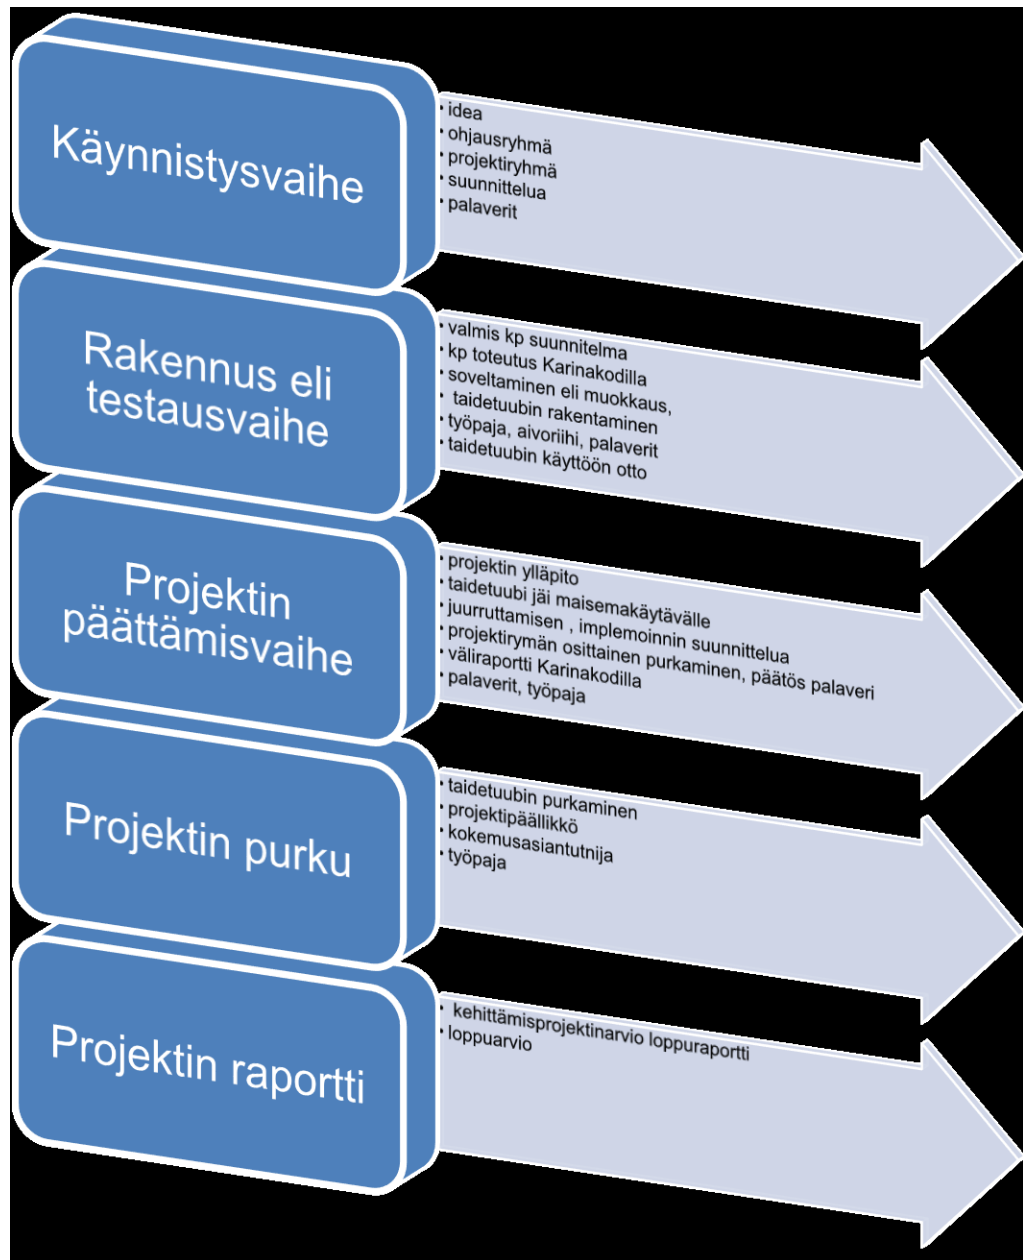 Käynnistysvaihe
• idea
• ohjausryhmä
• projektiryhmä
• suunnittelua
• palaverit
Rakennus eli
testausvaihe
• valmis kp suunnitelma
• kp toteutus Karinakodilla
• soveltaminen eli muokkaus,
• taidetuubin rakentaminen
• työpaja, aivoriihi, palaverit
• taidetuubin käyttöön otto
Projektin
päättämisvaihe
• projektin ylläpito
• taidetuubi jäi maisemakäytävälle
• juurruttamisen , implemoinnin suunnittelua
• projektirymän osittainen purkaminen, päätös palaveri
• väliraportti Karinakodilla
• palaverit, työpaja
Projektin purku
• taidetuubin purkaminen
• projektipäällikkö
• kokemusasiantutnija
• työpaja
Projektin raportti
• kehittämisprojektinarvio loppuraportti
• loppuarvio